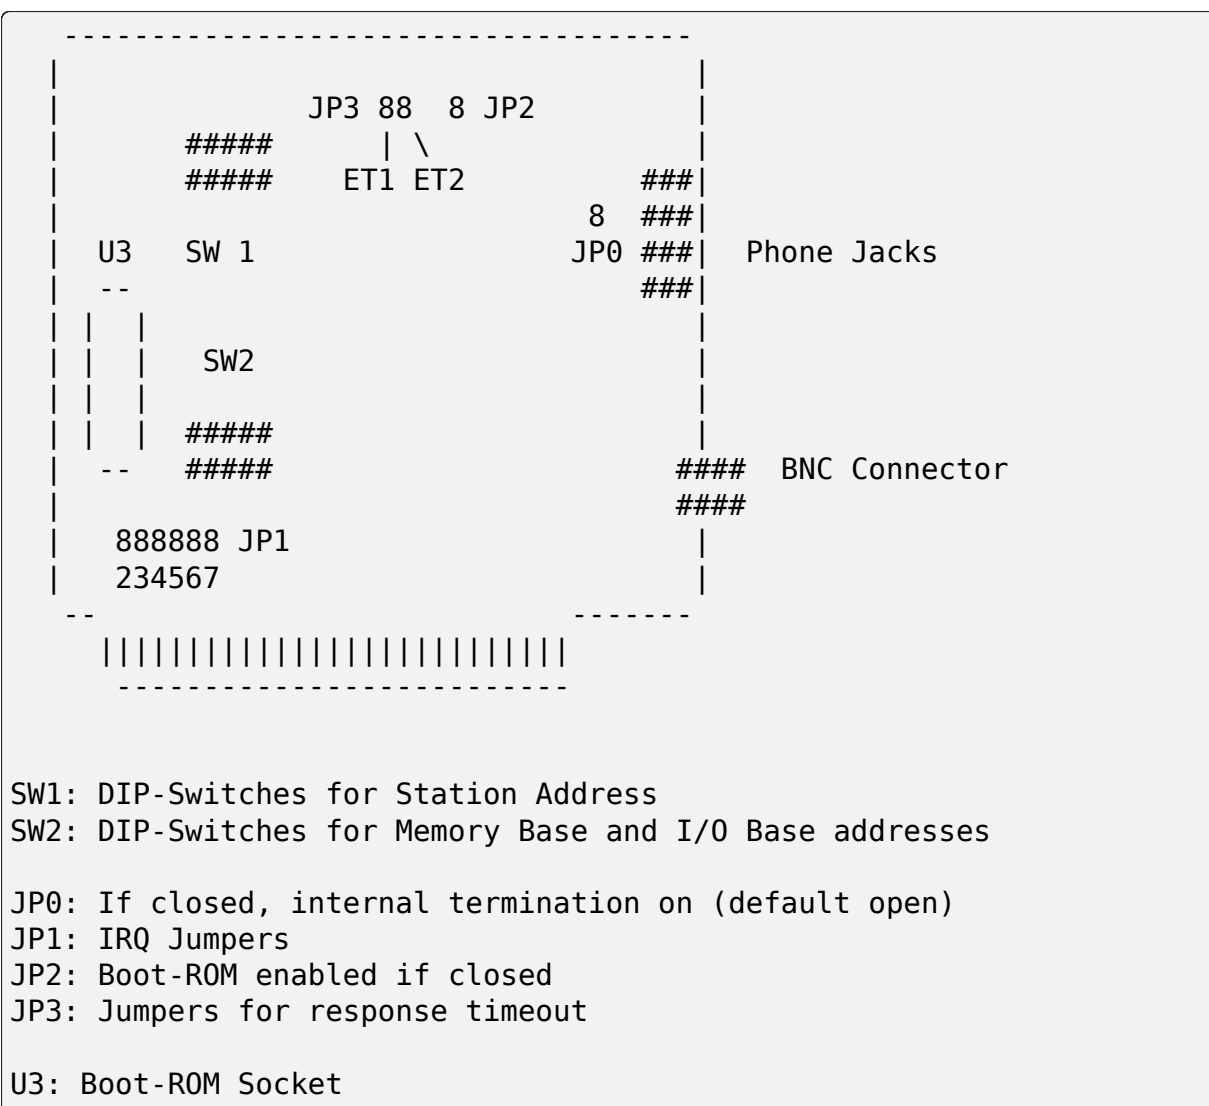 ------------------------------------
|                                     |
|              JP3 88  8 JP2          |
|       #####      | \                |
|       #####    ET1 ET2          ###|
|                              8  ###|
|  U3   SW 1                  JP0 ###|  Phone Jacks
|  --                             ###|
| |  |                                |
| |  |   SW2                          |
| |  |                                |
| |  |  #####                         |
|  --   #####                       ####  BNC Connector
|                                   ####
|   888888 JP1                        |
|   234567                            |
 --                           -------
   |||||||||||||||||||||||||||
    --------------------------
SW1: DIP-Switches for Station Address
SW2: DIP-Switches for Memory Base and I/O Base addresses
JP0: If closed, internal termination on (default open)
JP1: IRQ Jumpers
JP2: Boot-ROM enabled if closed
JP3: Jumpers for response timeout
U3: Boot-ROM Socket